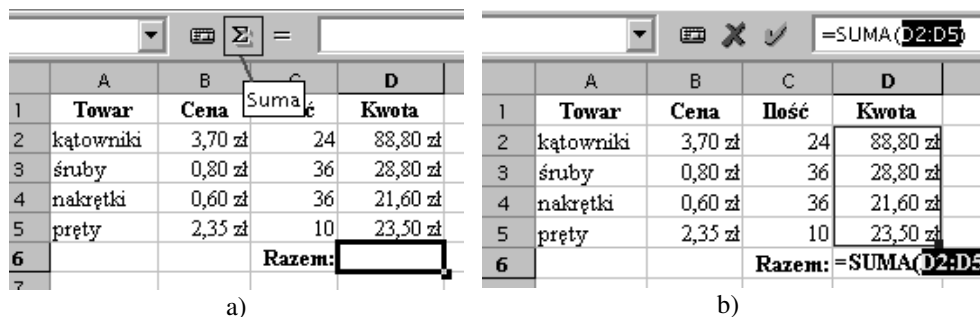 =
Suma
A B C D
1 Towar Cena ć Kwota
2 kątowniki 3,70 zł 24 88,80 zł
3 śruby 0,80 zł 36 28,80 zł
4 nakrętki 0,60 zł 36 21,60 zł
5 pręty 2,35 zł 10 23,50 zł
6 Razem:
7
a)
=SUMA(D2:D5)
A B C D
1 Towar Cena Ilość Kwota
2 kątowniki 3,70 zł 24 88,80 zł
3 śruby 0,80 zł 36 28,80 zł
4 nakrętki 0,60 zł 36 21,60 zł
5 pręty 2,35 zł 10 23,50 zł
6 Razem: =SUMA(D2:D5
b)